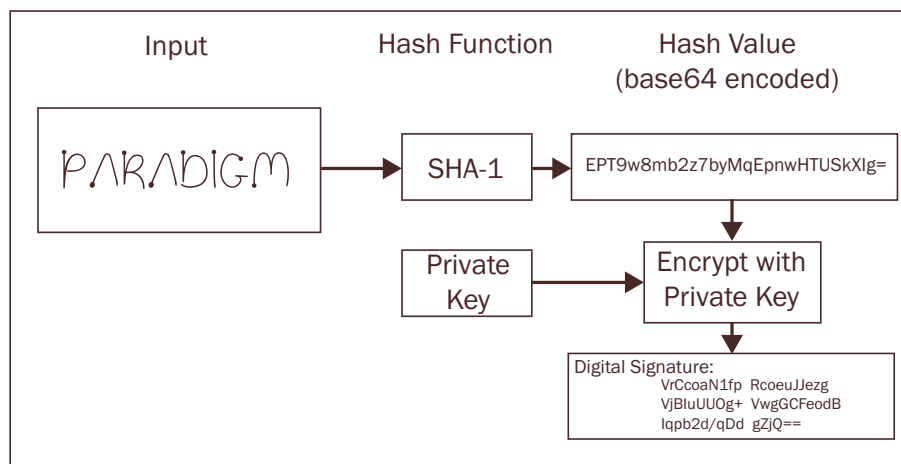 Input
Hash Function
Hash Value
(base64 encoded)
PARADIGM
SHA-1
EPT9w8mb2z7byMqEpnwHTUSkXIg=
Private
Key
Encrypt with
Private Key
Digital Signature:
VrCcoaN1fp RcoeuJJezg
VjBIuUUOg+ VwgGCFeodB
Iqpb2d/qDd gZjQ==